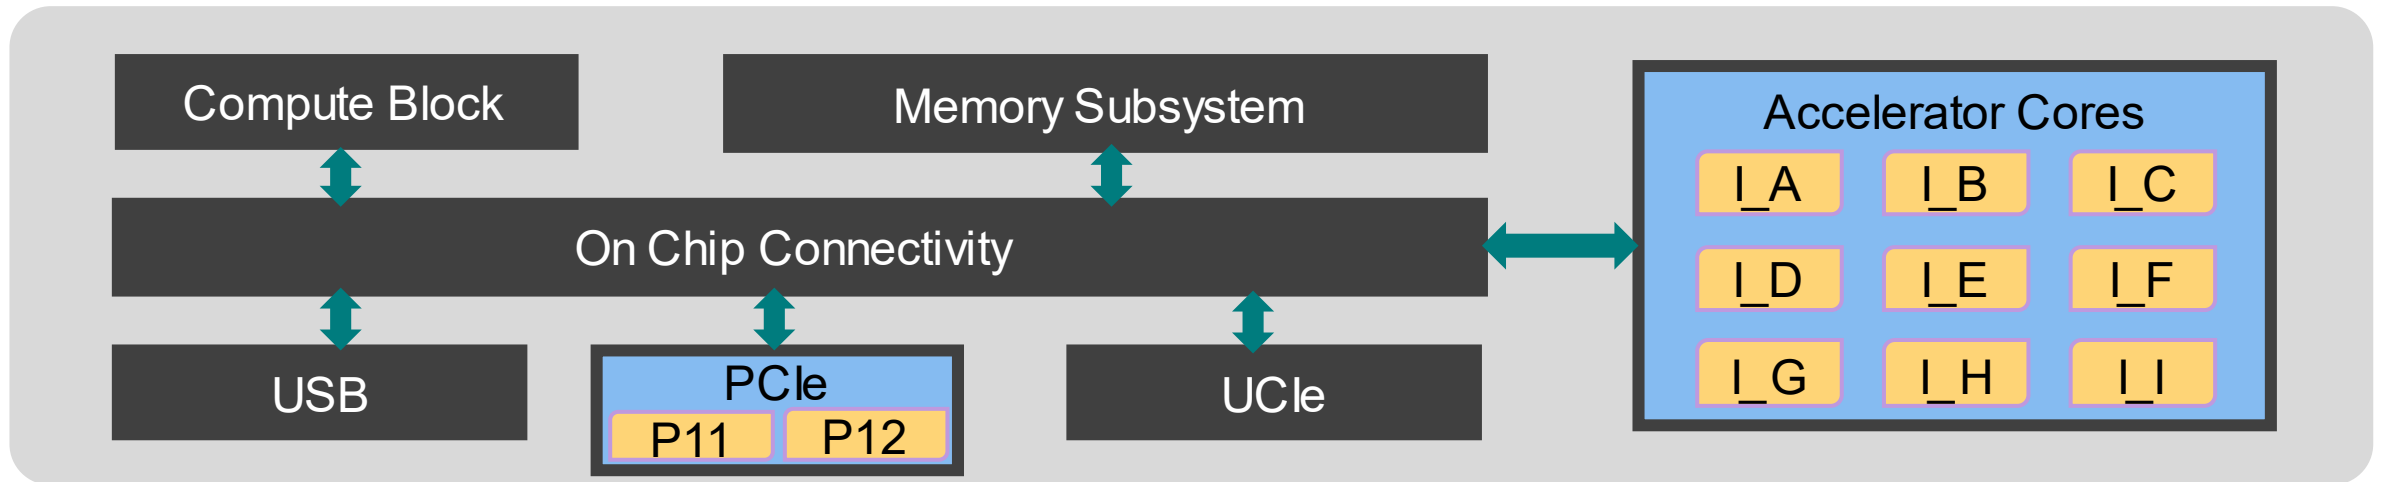 Compute Block
Memory Subsystem
Accelerator Cores
I_A I_B I_C
On Chip Connectivity
I_D I_E I_F
USB
PCIe
P11 P12
UCIe
I_G I_H I_I